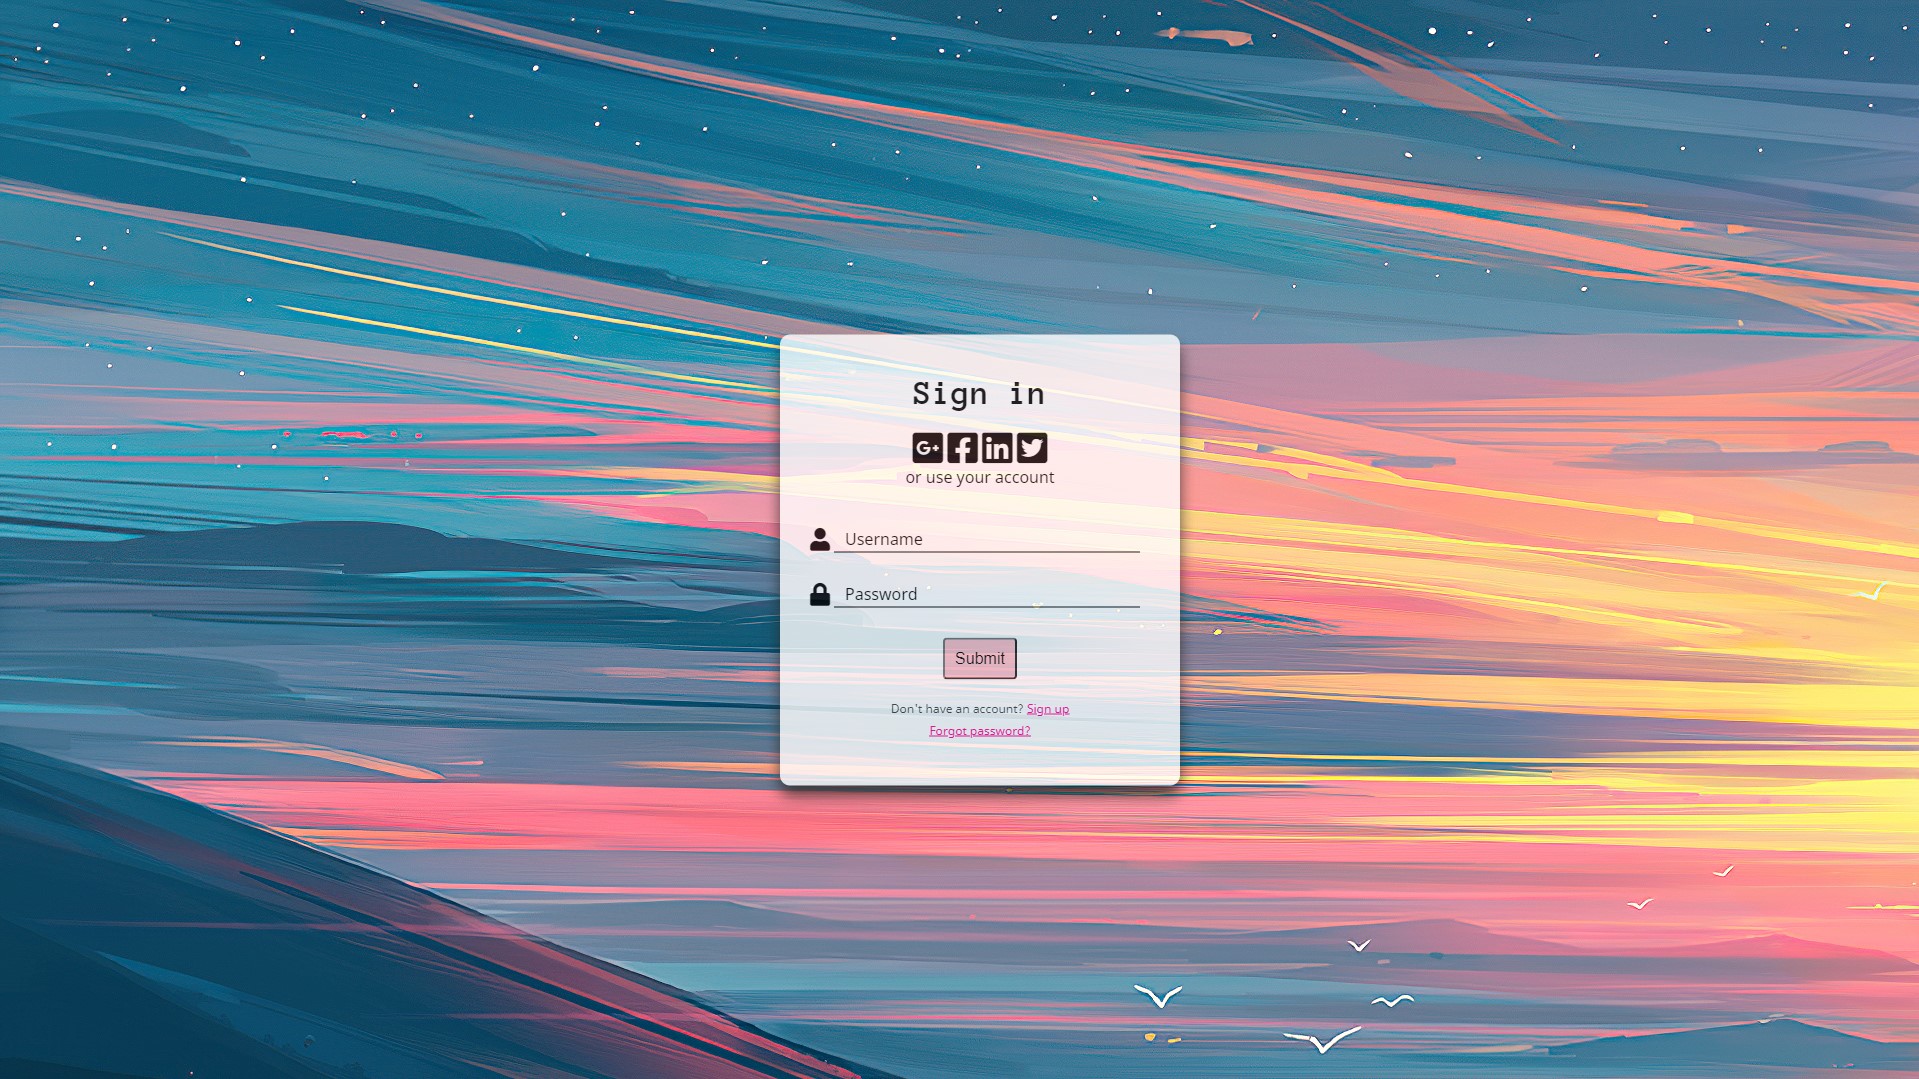 Sign in
G+ f in
or use your account
Username
Password
Submit
Don't have an account? Sign up
Forgot password?